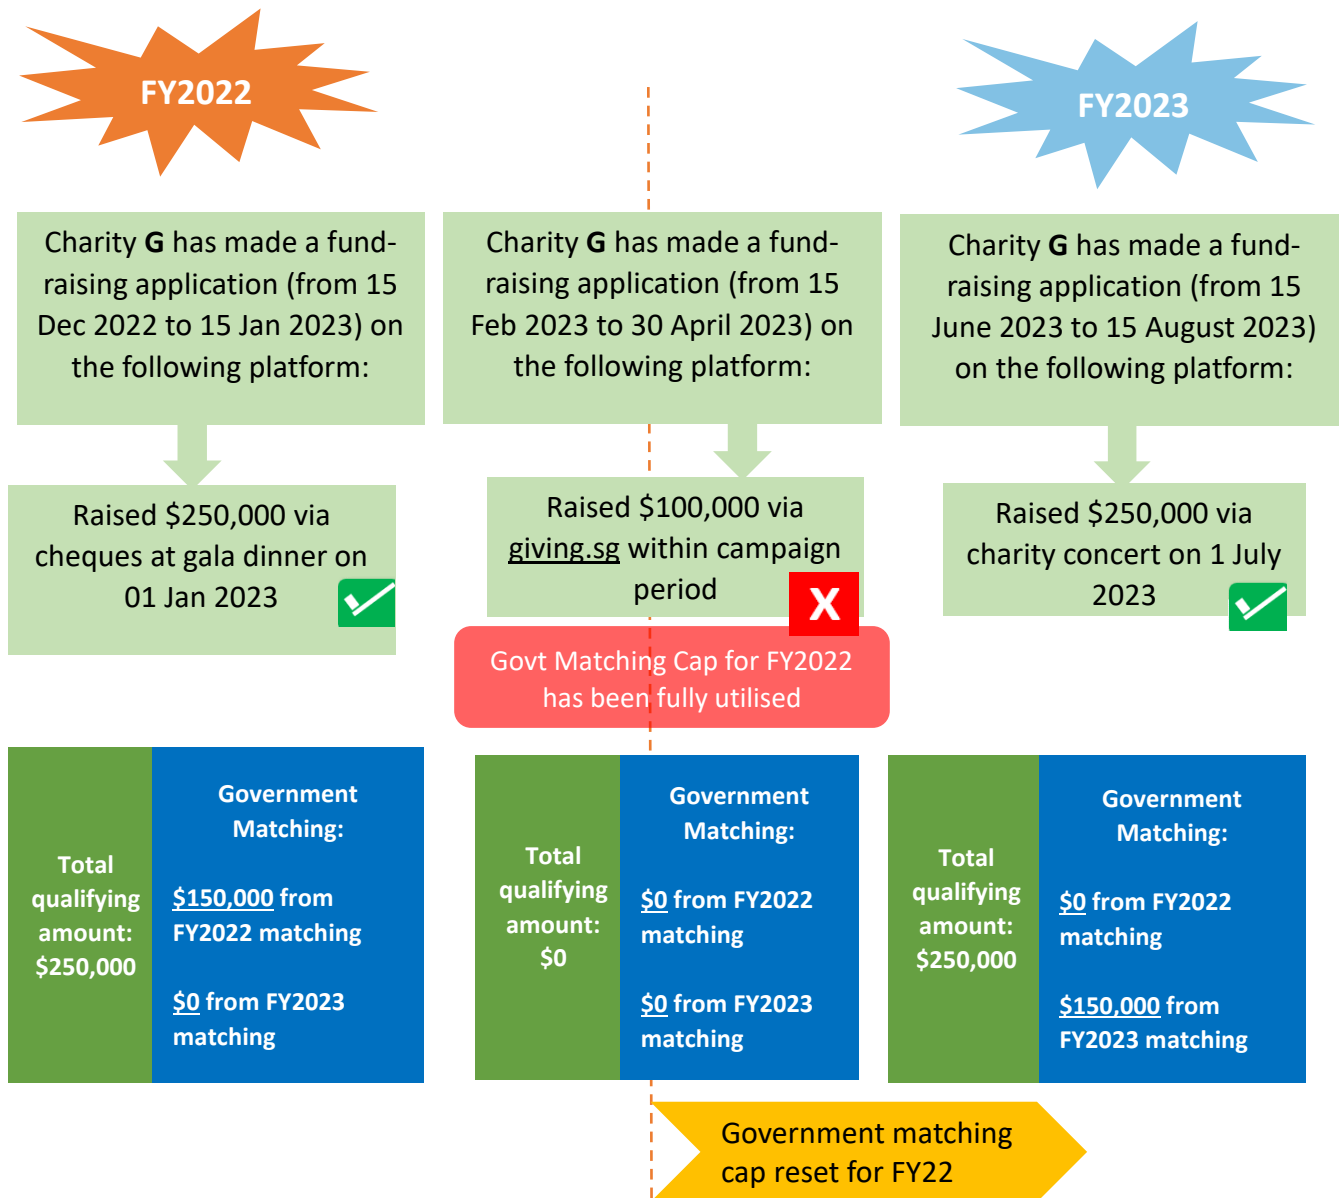 FY2022
FY2023
Charity G has made a fund-
raising application (from 15
Dec 2022 to 15 Jan 2023) on
the following platform:
Charity G has made a fund-
raising application (from 15
Feb 2023 to 30 April 2023) on
the following platform:
Charity G has made a fund-
raising application (from 15
June 2023 to 15 August 2023)
on the following platform:
Raised $250,000 via
cheques at gala dinner on
01 Jan 2023
Raised $100,000 via
giving.sg within campaign
period
X
Raised $250,000 via
charity concert on 1 July
2023
Govt Matching Cap for FY2022
has been fully utilised
Total
qualifying
amount:
$250,000
Government
Matching:
$150,000 from
FY2022 matching
$0 from FY2023
matching
Total
qualifying
amount:
$0
Government
Matching:
$0 from FY2022
matching
$0 from FY2023
matching
Total
qualifying
amount:
$250,000
Government
Matching:
$0 from FY2022
matching
$150,000 from
FY2023 matching
Government matching
cap reset for FY22